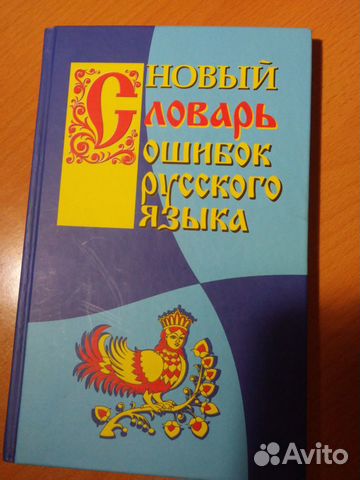 НОВЫЙ
Словарь
ошибок
русского
языка
Avito